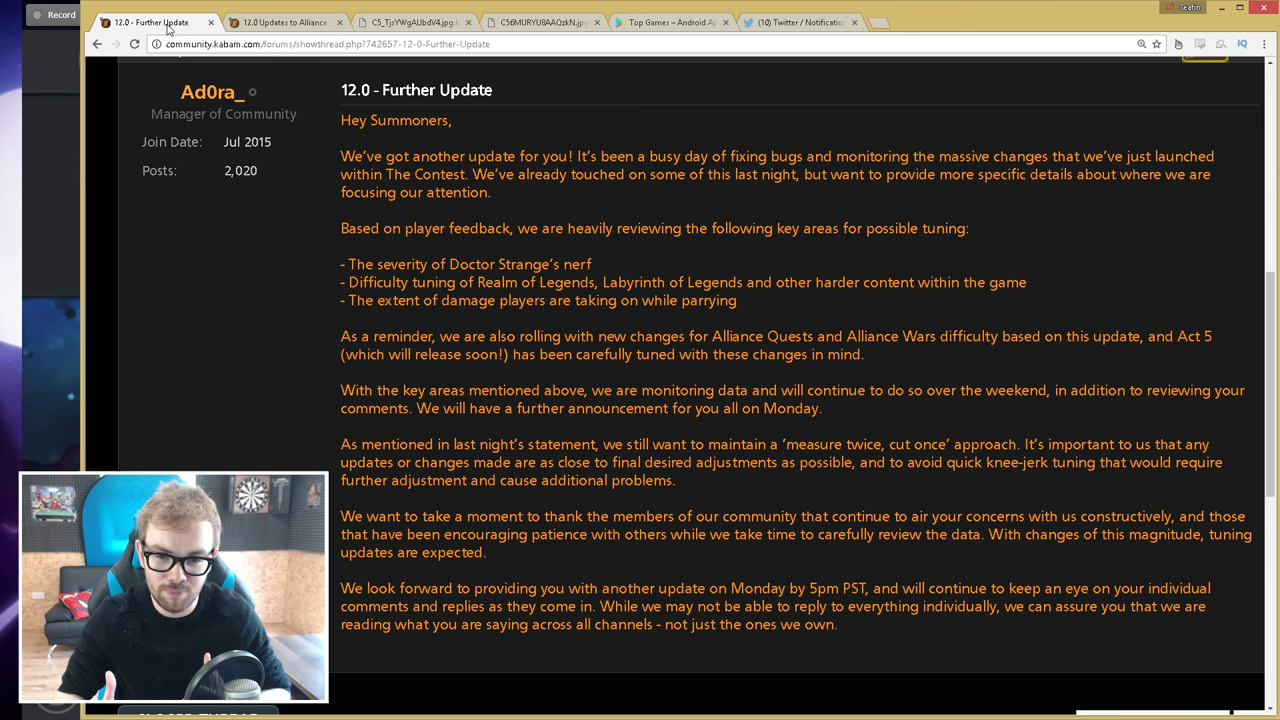 Record
12.0 - Further Update
12.0 Updates to Alliance
C5_TjsYWgAUbdV4.jpg
C56MURYU8AAQzkN.jpg
Top Games – Android Ap
(10) Twitter / Notification
Seatin
community.kabam.com/forums/showthread.php?742657-12-0-Further-Update
IQ
Ad0ra_
Manager of Community
Join Date: Jul 2015
Posts: 2,020
12.0 - Further Update
Hey Summoners,
We've got another update for you! It's been a busy day of fixing bugs and monitoring the massive changes that we've just launched
within The Contest. We've already touched on some of this last night, but want to provide more specific details about where we are
focusing our attention.
Based on player feedback, we are heavily reviewing the following key areas for possible tuning:
- The severity of Doctor Strange's nerf
- Difficulty tuning of Realm of Legends, Labyrinth of Legends and other harder content within the game
- The extent of damage players are taking on while parrying
As a reminder, we are also rolling with new changes for Alliance Quests and Alliance Wars difficulty based on this update, and Act 5
(which will release soon!) has been carefully tuned with these changes in mind.
With the key areas mentioned above, we are monitoring data and will continue to do so over the weekend, in addition to reviewing your
comments. We will have a further announcement for you all on Monday.
As mentioned in last night's statement, we still want to maintain a 'measure twice, cut once' approach. It's important to us that any
updates or changes made are as close to final desired adjustments as possible, and to avoid quick knee-jerk tuning that would require
further adjustment and cause additional problems.
We want to take a moment to thank the members of our community that continue to air your concerns with us constructively, and those
that have been encouraging patience with others while we take time to carefully review the data. With changes of this magnitude, tuning
updates are expected.
We look forward to providing you with another update on Monday by 5pm PST, and will continue to keep an eye on your individual
comments and replies as they come in. While we may not be able to reply to everything individually, we can assure you that we are
reading what you are saying across all channels - not just the ones we own.